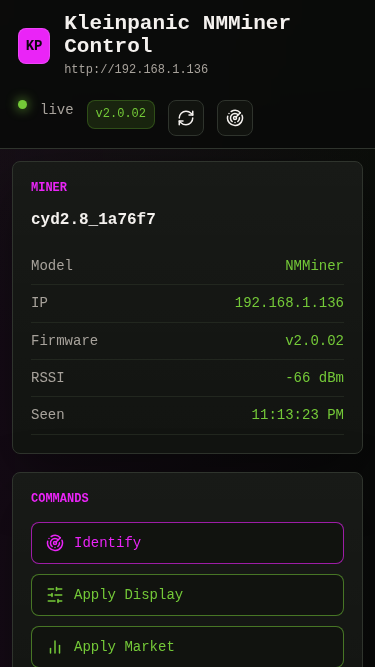 KP
Kleinpanic NMMiner
Control
http://192.168.1.136
live
v2.0.02
MINER
cyd2.8_1a76f7
Model NMMiner
IP 192.168.1.136
Firmware v2.0.02
RSSI -66 dBm
Seen 11:13:23 PM
COMMANDS
Identify
Apply Display
Apply Market